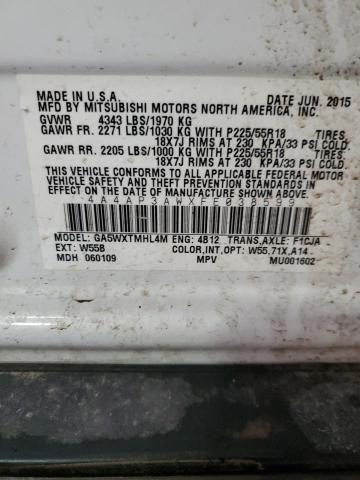 MADE IN U.S.A. DATE JUN. 2015
MFD BY MITSUBISHI MOTORS NORTH AMERICA, INC.
GVWR 4343 LBS/1970 KG
GAWR FR. 2271 LBS/1030 KG WITH P225/55R18 TIRES,
18X7J RIMS AT 230 KPA/33 PSI COLD.
GAWR RR. 2205 LBS/1000 KG WITH P225/55R18 TIRES,
18X7J RIMS AT 230 KPA/33 PSI COLD.
THIS VEHICLE CONFORMS TO ALL APPLICABLE FEDERAL MOTOR
VEHICLE SAFETY AND THEFT PREVENTION STANDARDS IN EFFECT ON
THE DATE OF MANUFACTURE SHOWN ABOVE.
4A4AP3AWXFE038599
MODEL: GA5WXTMHL4M ENG: 4B12 TRANS,AXLE: F1CJA
EXT: W55B COLOR,INT,OPT: W55,71X,A14
MDH 060109 MPV MU001602